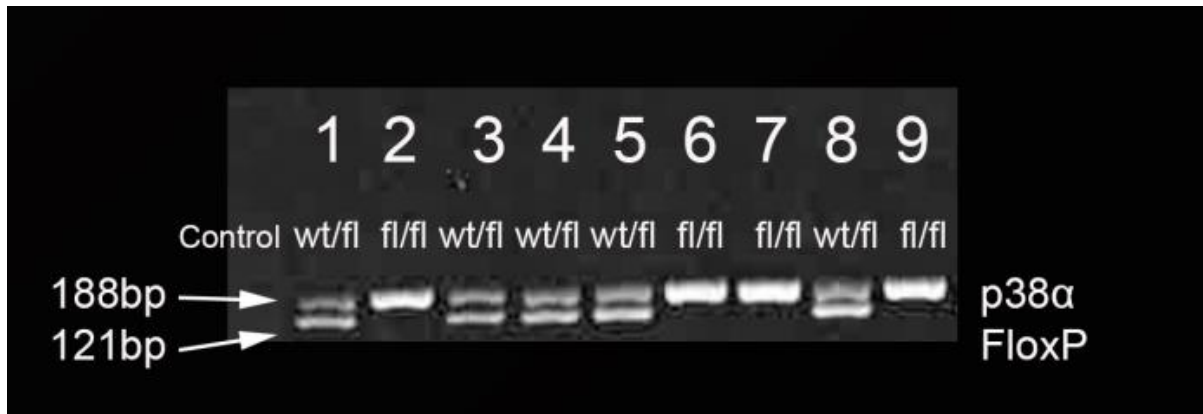 1 2 3 4 5 6 7 8 9
Control wt/fl fl/fl wt/fl wt/fl wt/fl fl/fl fl/fl wt/fl fl/fl
188bp p38α
121bp FloxP